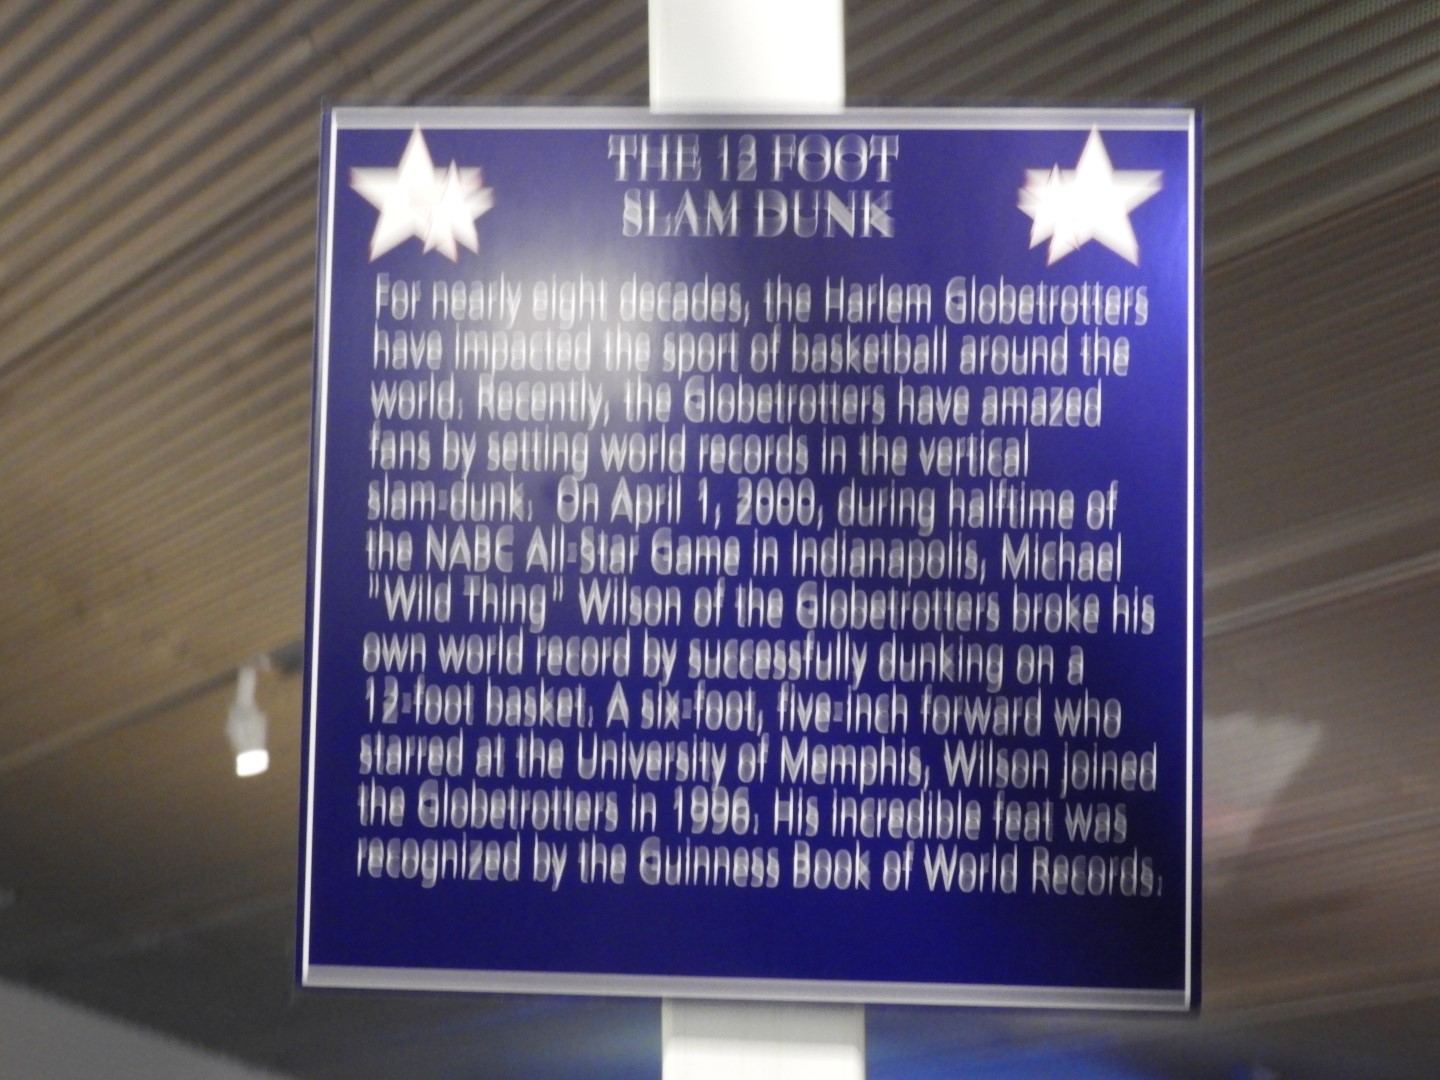 THE 12 FOOT
SLAM DUNK
For nearly eight decades, the Harlem Globetrotters
have impacted the sport of basketball around the
world. Recently, the Globetrotters have amazed
fans by setting world records in the vertical
slam-dunk. On April 1, 2000, during halftime of
the NABC All-Star Game in Indianapolis, Michael
"Wild Thing" Wilson of the Globetrotters broke his
own world record by successfully dunking on a
12-foot basket. A six-foot, five-inch forward who
starred at the University of Memphis, Wilson joined
the Globetrotters in 1996. His incredible feat was
recognized by the Guinness Book of World Records.